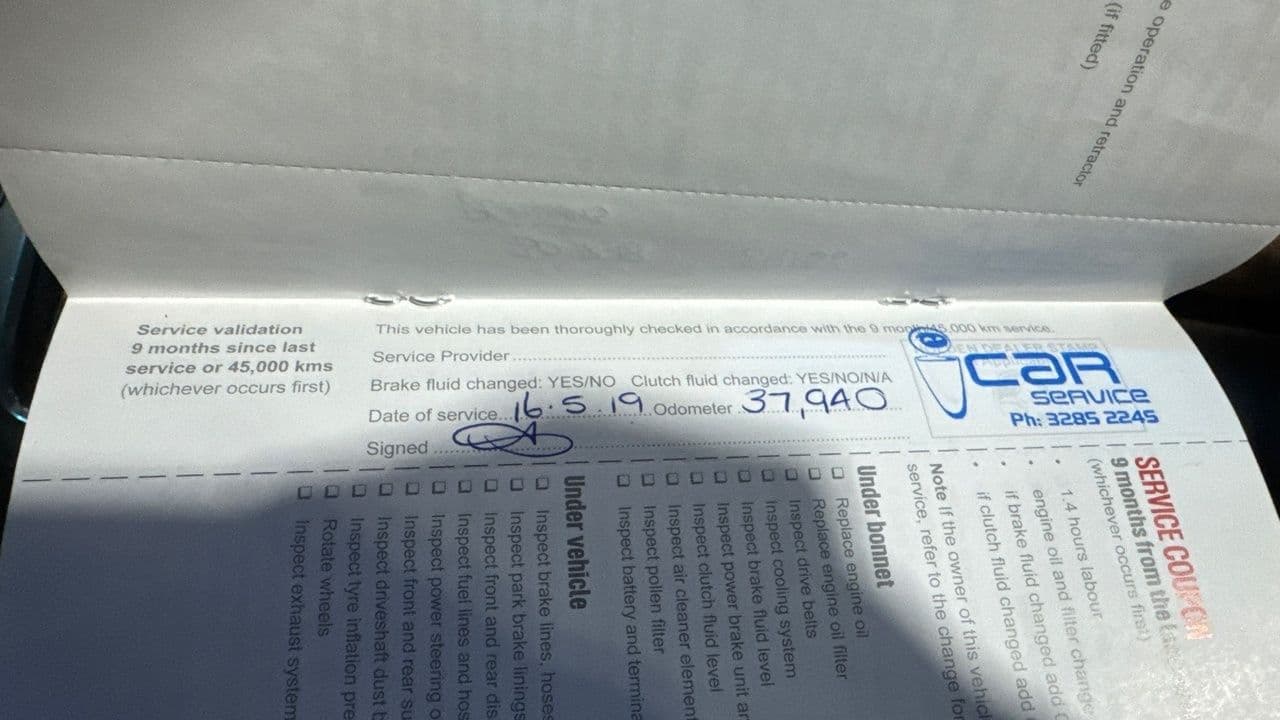 e operation and retractor
(if fitted)
Service validation
9 months since last
service or 45,000 kms
(whichever occurs first)
This vehicle has been thoroughly checked in accordance with the 9 month/45,000 km service.
Service Provider
Brake fluid changed: YES/NO Clutch fluid changed: YES/NO/N/A
Date of service 16.5.19 Odometer 37,940
Signed
DEALER STAMP
CAR
SERVICE
Ph: 3285 2245
SERVICE COUPON
9 months from the
(whichever occurs first)
• 1.4 hours labour
• engine oil and filter change
• if brake fluid changed add
• if clutch fluid changed add
Note If the owner of this vehicl
service, refer to the change for
Under bonnet
Replace engine oil
Replace engine oil filter
Inspect drive belts
Inspect cooling system
Inspect brake fluid level
Inspect power brake unit an
Inspect clutch fluid level
Inspect air cleaner element
Inspect pollen filter
Inspect battery and termina
Under vehicle
Inspect brake lines, hoses
Inspect park brake linings
Inspect front and rear dis
Inspect fuel lines and hos
Inspect power steering o
Inspect front and rear su
Inspect driveshaft dust b
Inspect tyre inflation pre
Rotate wheels
Inspect exhaust system